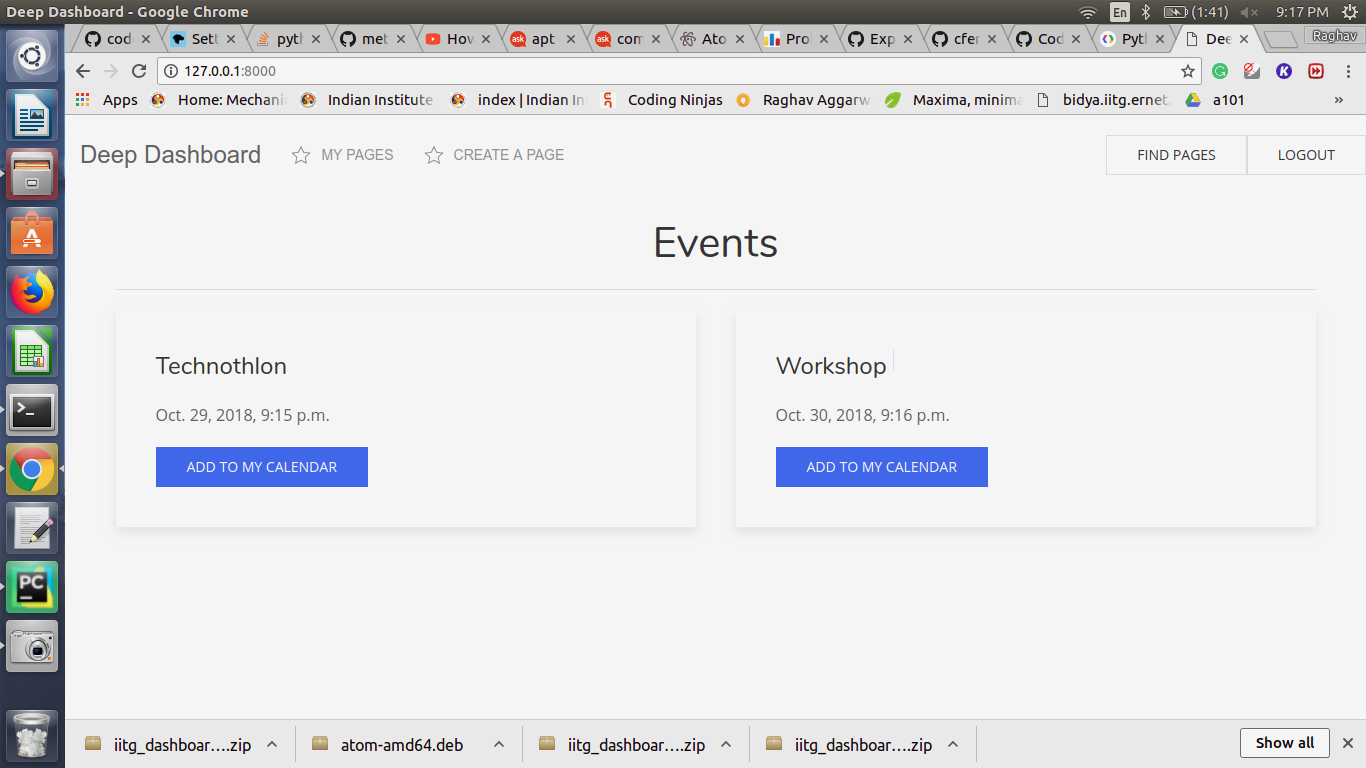 Deep Dashboard - Google Chrome
En
(1:41)
9:17 PM
cod
Sett
pyth
met
How
apt
com
Ato
Pro
Exp
cfer
Cod
Pyth
Dee
Raghav
127.0.0.1:8000
Apps
Home: Mechani
Indian Institute
index | Indian In
Coding Ninjas
Raghav Aggarw
Maxima, minima
bidya.iitg.ernet.
a101
»
Deep Dashboard
MY PAGES
CREATE A PAGE
FIND PAGES
LOGOUT
Events
Technothlon
Oct. 29, 2018, 9:15 p.m.
ADD TO MY CALENDAR
Workshop
Oct. 30, 2018, 9:16 p.m.
ADD TO MY CALENDAR
iitg_dashboar....zip
atom-amd64.deb
iitg_dashboar....zip
iitg_dashboar....zip
Show all